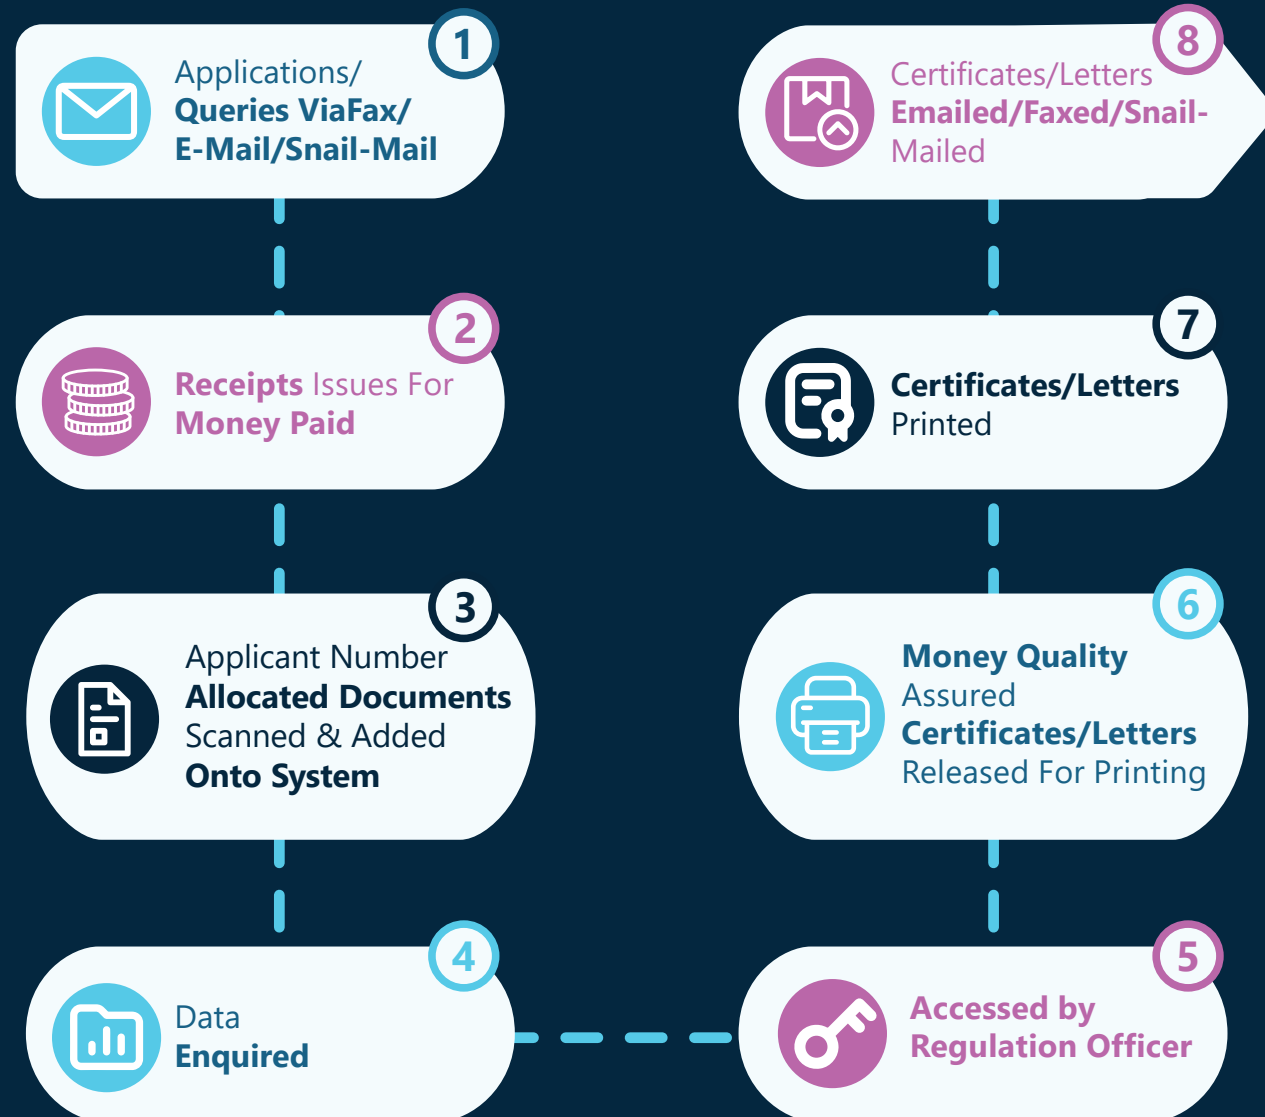 1
Applications/
Queries ViaFax/
E-Mail/Snail-Mail
2
Receipts Issues For
Money Paid
3
Applicant Number
Allocated Documents
Scanned & Added
Onto System
4
Data
Enquired
5
Accessed by
Regulation Officer
6
Money Quality
Assured
Certificates/Letters
Released For Printing
7
Certificates/Letters
Printed
8
Certificates/Letters
Emailed/Faxed/Snail-
Mailed